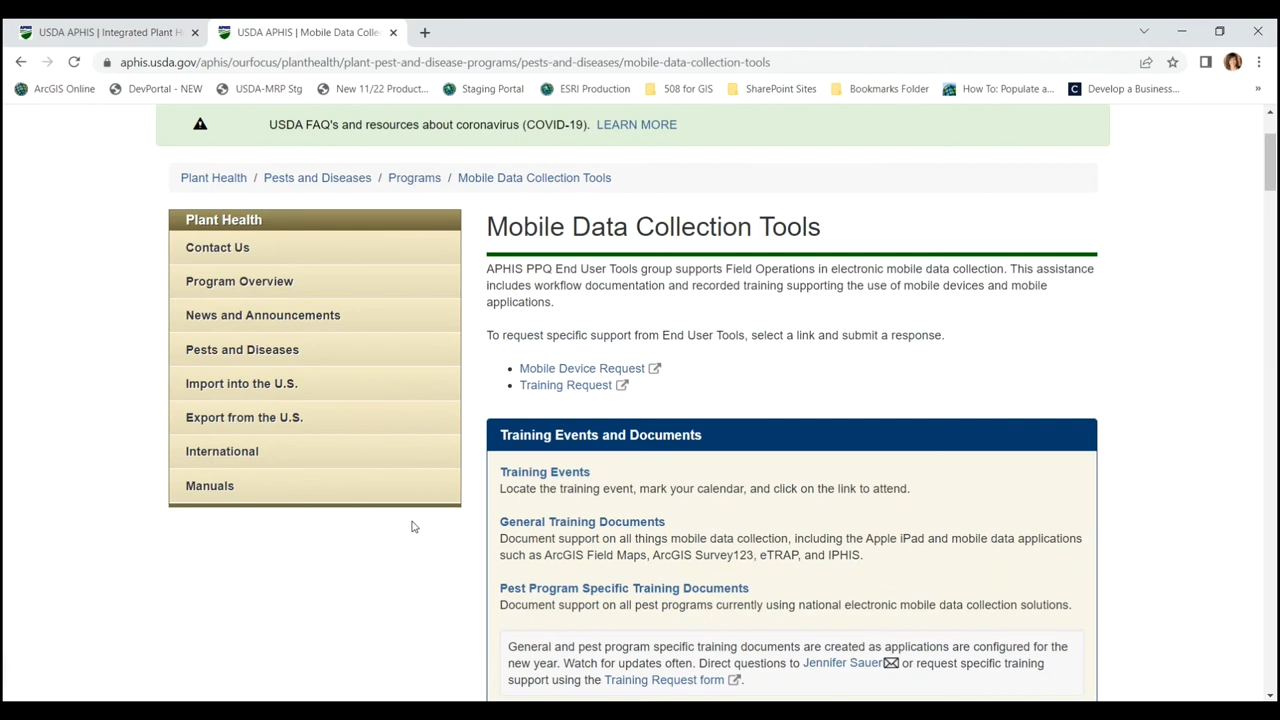 USDA APHIS | Integrated Plant H
USDA APHIS | Mobile Data Colle
aphis.usda.gov/aphis/ourfocus/planthealth/plant-pest-and-disease-programs/pests-and-diseases/mobile-data-collection-tools
ArcGIS Online DevPortal - NEW USDA-MRP Stg New 11/22 Product... Staging Portal ESRI Production 508 for GIS SharePoint Sites Bookmarks Folder How To: Populate a... Develop a Business... »
USDA FAQ's and resources about coronavirus (COVID-19). LEARN MORE
Plant Health / Pests and Diseases / Programs / Mobile Data Collection Tools
Plant Health
Contact Us
Program Overview
News and Announcements
Pests and Diseases
Import into the U.S.
Export from the U.S.
International
Manuals
Mobile Data Collection Tools
APHIS PPQ End User Tools group supports Field Operations in electronic mobile data collection. This assistance
includes workflow documentation and recorded training supporting the use of mobile devices and mobile
applications.
To request specific support from End User Tools, select a link and submit a response.
• Mobile Device Request
• Training Request
Training Events and Documents
Training Events
Locate the training event, mark your calendar, and click on the link to attend.
General Training Documents
Document support on all things mobile data collection, including the Apple iPad and mobile data applications
such as ArcGIS Field Maps, ArcGIS Survey123, eTRAP, and IPHIS.
Pest Program Specific Training Documents
Document support on all pest programs currently using national electronic mobile data collection solutions.
General and pest program specific training documents are created as applications are configured for the
new year. Watch for updates often. Direct questions to Jennifer Sauer or request specific training
support using the Training Request form.